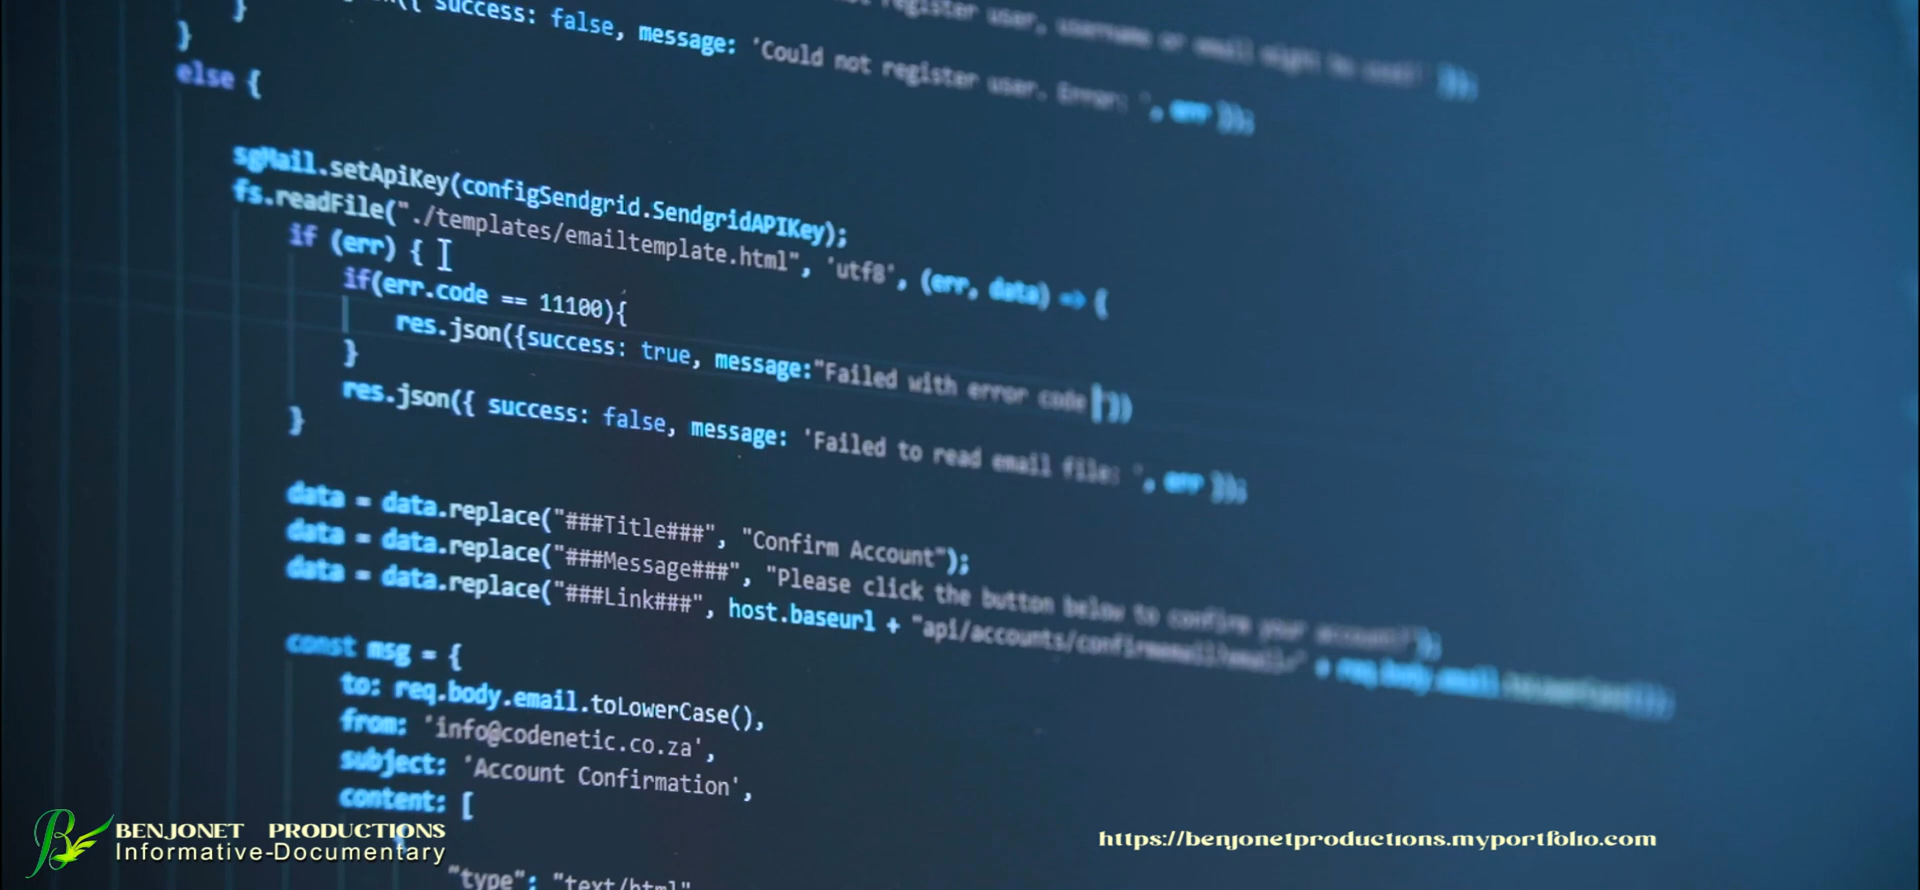 }
success: false, message: 'Could not register user. Error: ', err });
}
else {
sgMail.setApiKey(configSendgrid.SendgridAPIKey);
fs.readFile("./templates/emailtemplate.html", 'utf8', (err, data) => {
if (err) {
if(err.code == 11100){
res.json({success: true, message:"Failed with error code "})
}
res.json({ success: false, message: 'Failed to read email file: ', err });
}
data = data.replace("###Title###", "Confirm Account");
data = data.replace("###Message###", "Please click the button below to confirm your account!");
data = data.replace("###Link###", host.baseurl + "api/accounts/confirmemail?email=" + req.body.email.toLowerCase());
const msg = {
to: req.body.email.toLowerCase(),
from: 'info@codenetic.co.za',
subject: 'Account Confirmation',
content: [
{
"type": "text/html"
BENJONET PRODUCTIONS
Informative-Documentary
https://benjonetproductions.myportfolio.com